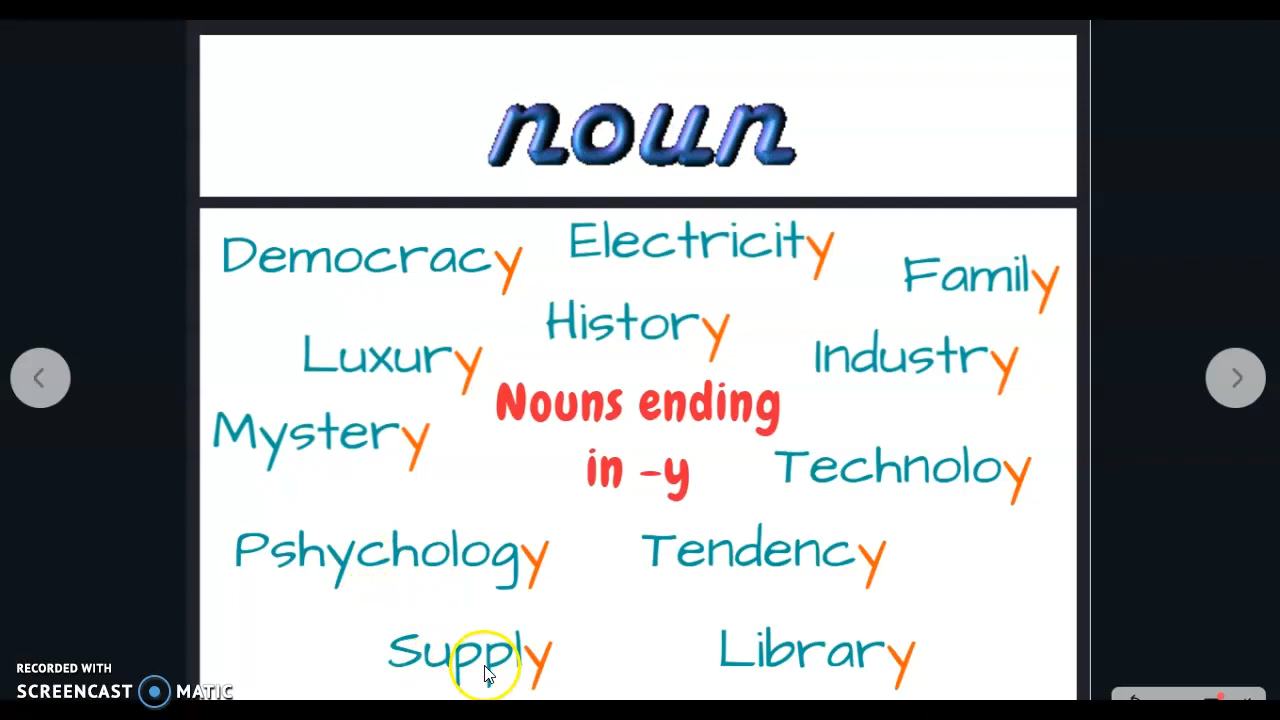 noun
Democracy
Electricity
Family
History
Luxury
Industry
Nouns ending
in -y
Mystery
Technoloy
Pshychology
Tendency
Supply
Library
RECORDED WITH
SCREENCAST MATIC